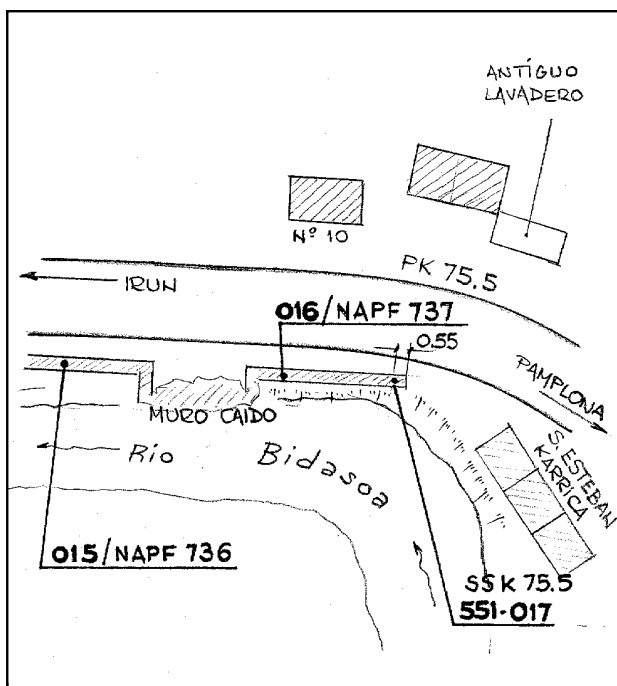 ANTÍGUO
LAVADERO
Nº 10
PK 75.5
IRUN
016/NAPF 737
0.55
PAMPLONA
MURO CAIDO
Rio Bidasoa
S. ESTEBAN
KARRICA
015/NAPF 736
SSK 75.5
551-017